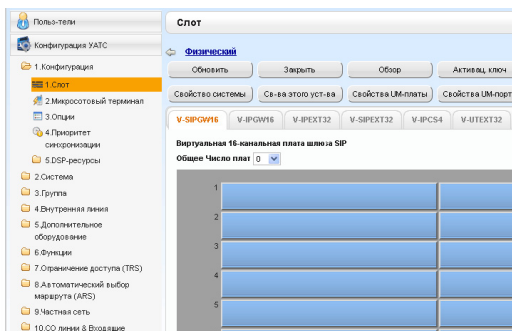 Польз-тели
Конфигурация УАТС
1.Конфигурация
1.Слот
2.Микросотовый терминал
3.Опции
4.Приоритет
синхронизации
5.DSP-ресурсы
2.Система
3.Группа
4.Внутренняя линия
5.Дополнительное
оборудование
6.Функции
7.Ограничение доступа (TRS)
8.Автоматический выбор
маршрута (ARS)
9.Частная сеть
10.CO линии & Входящие
Слот
Физический
Обновить Закрыть Обзор Активац. ключ
Свойство системы Св-ва этого уст-ва Свойства UM-платы Свойства UM-порт
V-SIPGW16 V-IPGW16 V-IPEXT32 V-SIPEXT32 V-IPCS4 V-UTEXT32
Виртуальная 16-канальная плата шлюза SIP
Общее Число плат 0
1
2
3
4
5